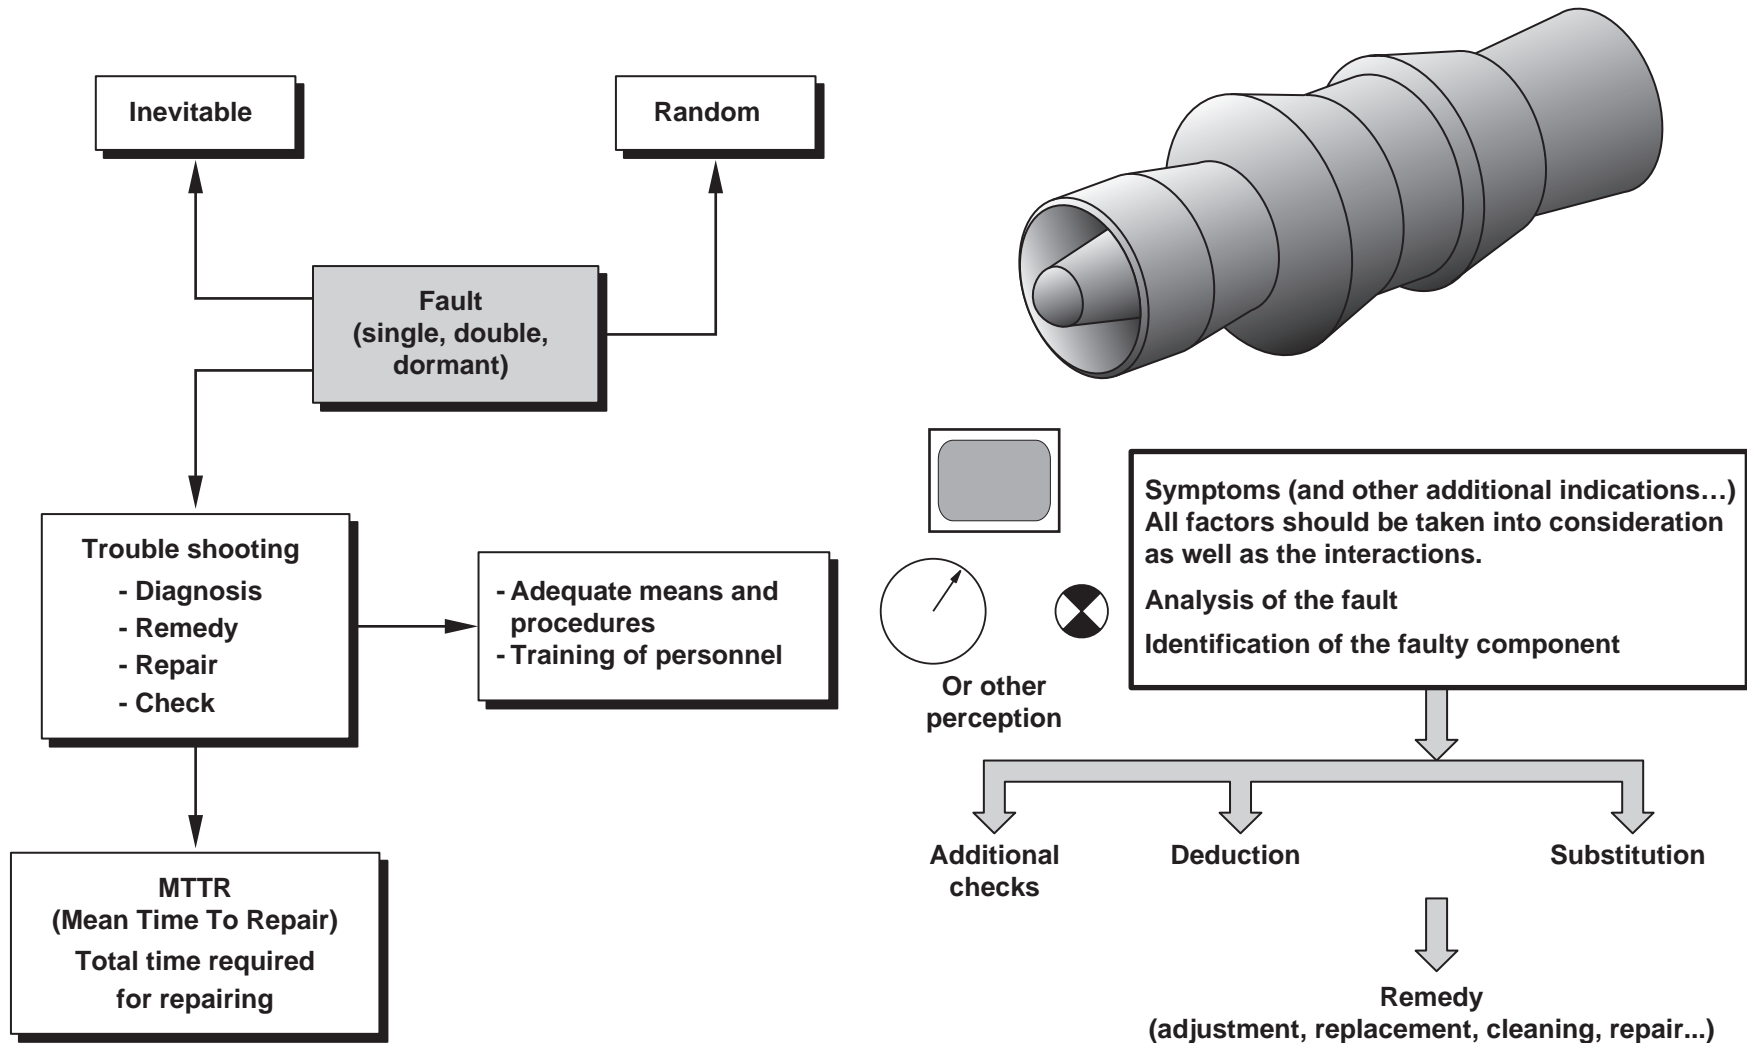 Inevitable
Random
Fault
(single, double,
dormant)
Trouble shooting
- Diagnosis
- Remedy
- Repair
- Check
- Adequate means and
procedures
- Training of personnel
MTTR
(Mean Time To Repair)
Total time required
for repairing
Or other
perception
Symptoms (and other additional indications...)
All factors should be taken into consideration
as well as the interactions.
Analysis of the fault
Identification of the faulty component
Additional
checks
Deduction
Substitution
Remedy
(adjustment, replacement, cleaning, repair...)